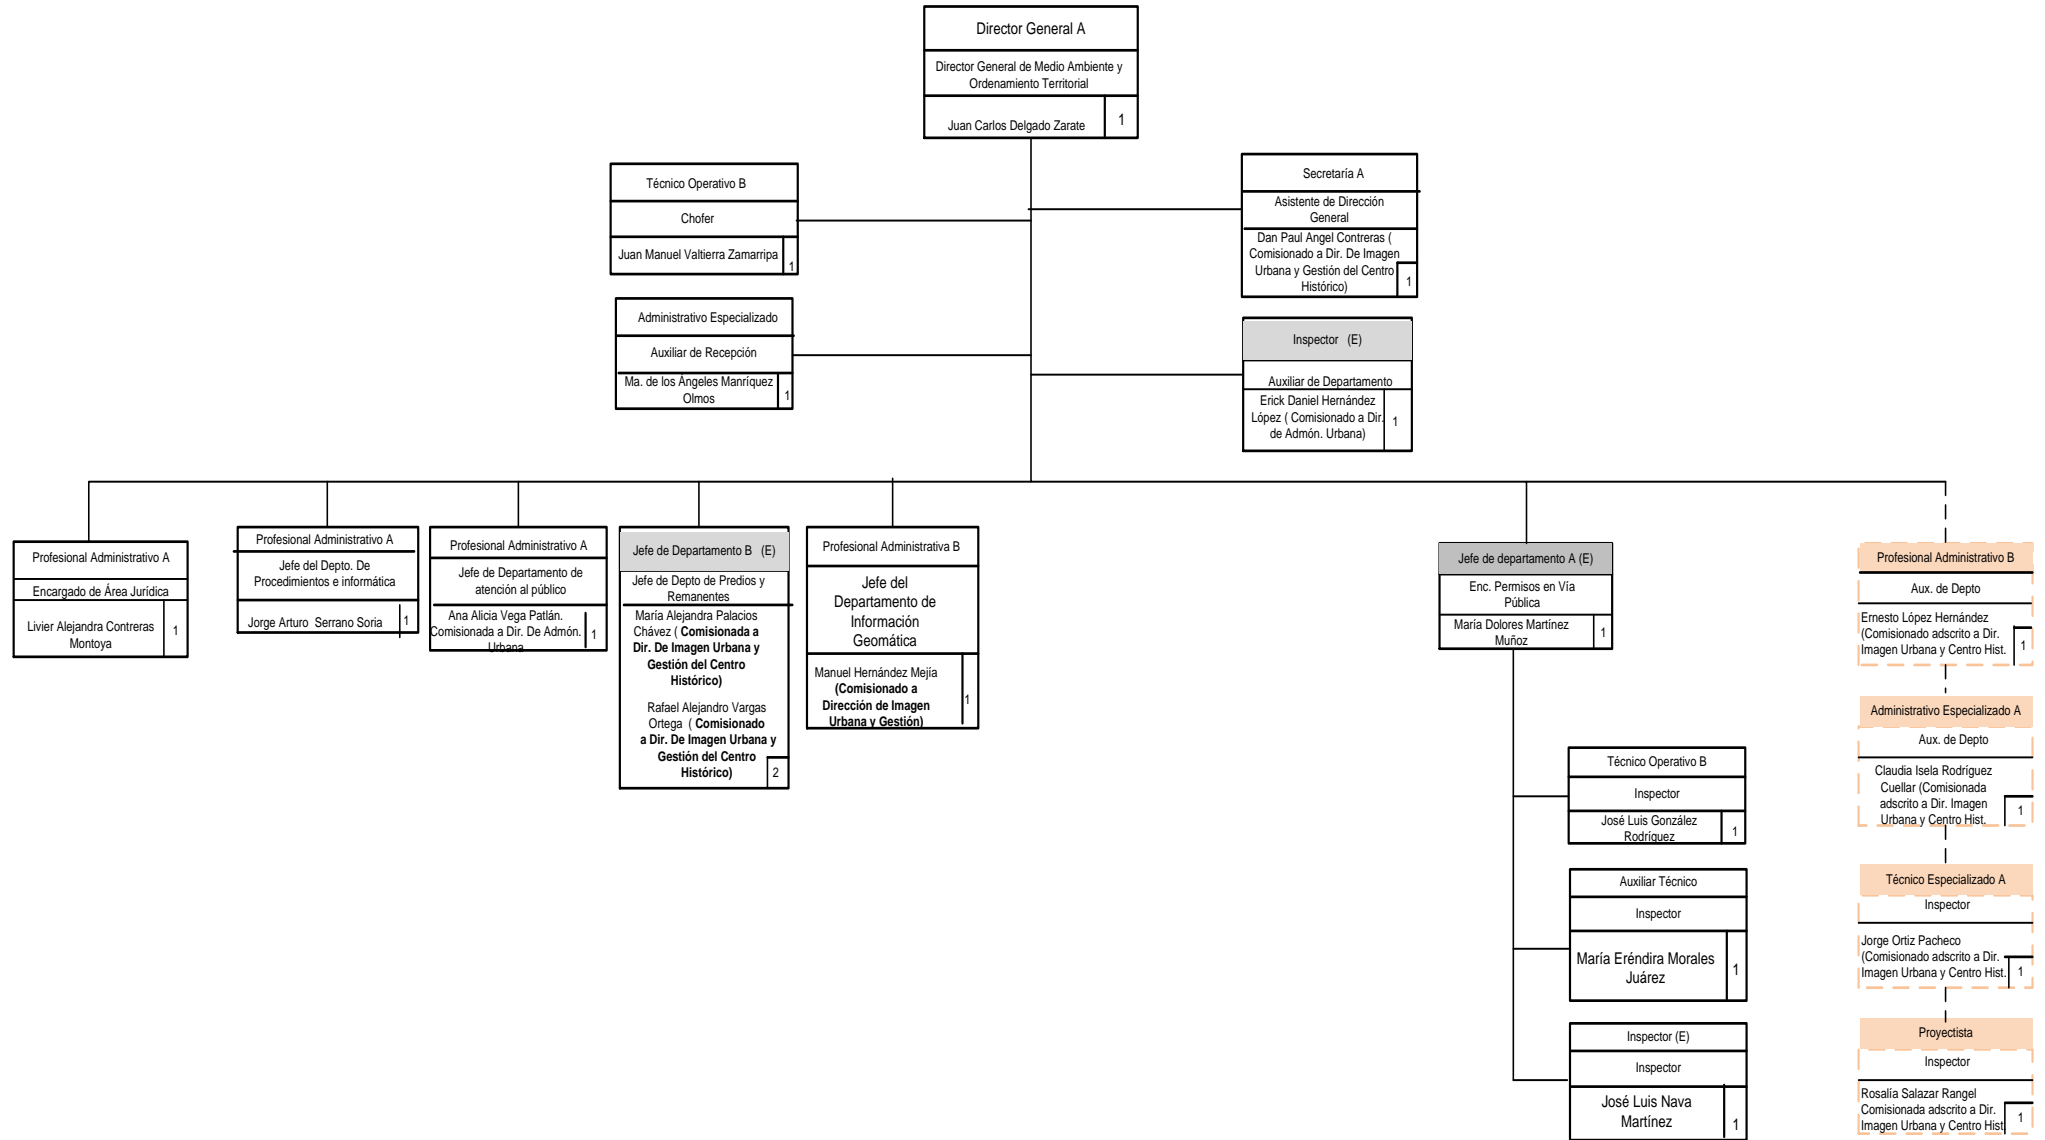 Director General A
Director General de Medio Ambiente y
Ordenamiento Territorial
Juan Carlos Delgado Zarate
1
Técnico Operativo B
Chofer
Juan Manuel Valtierra Zamarripa
1
Secretaría A
Asistente de Dirección
General
Dan Paul Angel Contreras (
Comisionado a Dir. De Imagen
Urbana y Gestión del Centro
Histórico)
1
Administrativo Especializado
Auxiliar de Recepción
Ma. de los Ángeles Manríquez
Olmos
1
Inspector (E)
Auxiliar de Departamento
Erick Daniel Hernández
López ( Comisionado a Dir.
de Admón. Urbana)
1
Profesional Administrativo A
Encargado de Área Jurídica
Livier Alejandra Contreras
Montoya
1
Profesional Administrativo A
Jefe del Depto. De
Procedimientos e informática
Jorge Arturo Serrano Soria
1
Profesional Administrativo A
Jefe de Departamento de
atención al público
Ana Alicia Vega Patlán.
Comisionada a Dir. De Admón.
Urbana
1
Jefe de Departamento B (E)
Jefe de Depto de Predios y
Remanentes
María Alejandra Palacios
Chávez ( Comisionada a
Dir. De Imagen Urbana y
Gestión del Centro
Histórico)
Rafael Alejandro Vargas
Ortega ( Comisionado
a Dir. De Imagen Urbana y
Gestión del Centro
Histórico)
2
Profesional Administrativa B
Jefe del
Departamento de
Información
Geomática
Manuel Hernández Mejía
(Comisionado a
Dirección de Imagen
Urbana y Gestión)
1
Jefe de departamento A (E)
Enc. Permisos en Vía
Pública
María Dolores Martínez
Muñoz
1
Técnico Operativo B
Inspector
José Luis González
Rodríguez
1
Auxiliar Técnico
Inspector
María Eréndira Morales
Juárez
1
Inspector (E)
Inspector
José Luis Nava
Martínez
1
Profesional Administrativo B
Aux. de Depto
Ernesto López Hernández
(Comisionado adscrito a Dir.
Imagen Urbana y Centro Hist.
1
Administrativo Especializado A
Aux. de Depto
Claudia Isela Rodríguez
Cuellar (Comisionada
adscrito a Dir. Imagen
Urbana y Centro Hist.
1
Técnico Especializado A
Inspector
Jorge Ortiz Pacheco
(Comisionado adscrito a Dir.
Imagen Urbana y Centro Hist.
1
Proyectista
Inspector
Rosalía Salazar Rangel
Comisionada adscrito a Dir.
Imagen Urbana y Centro Hist
1